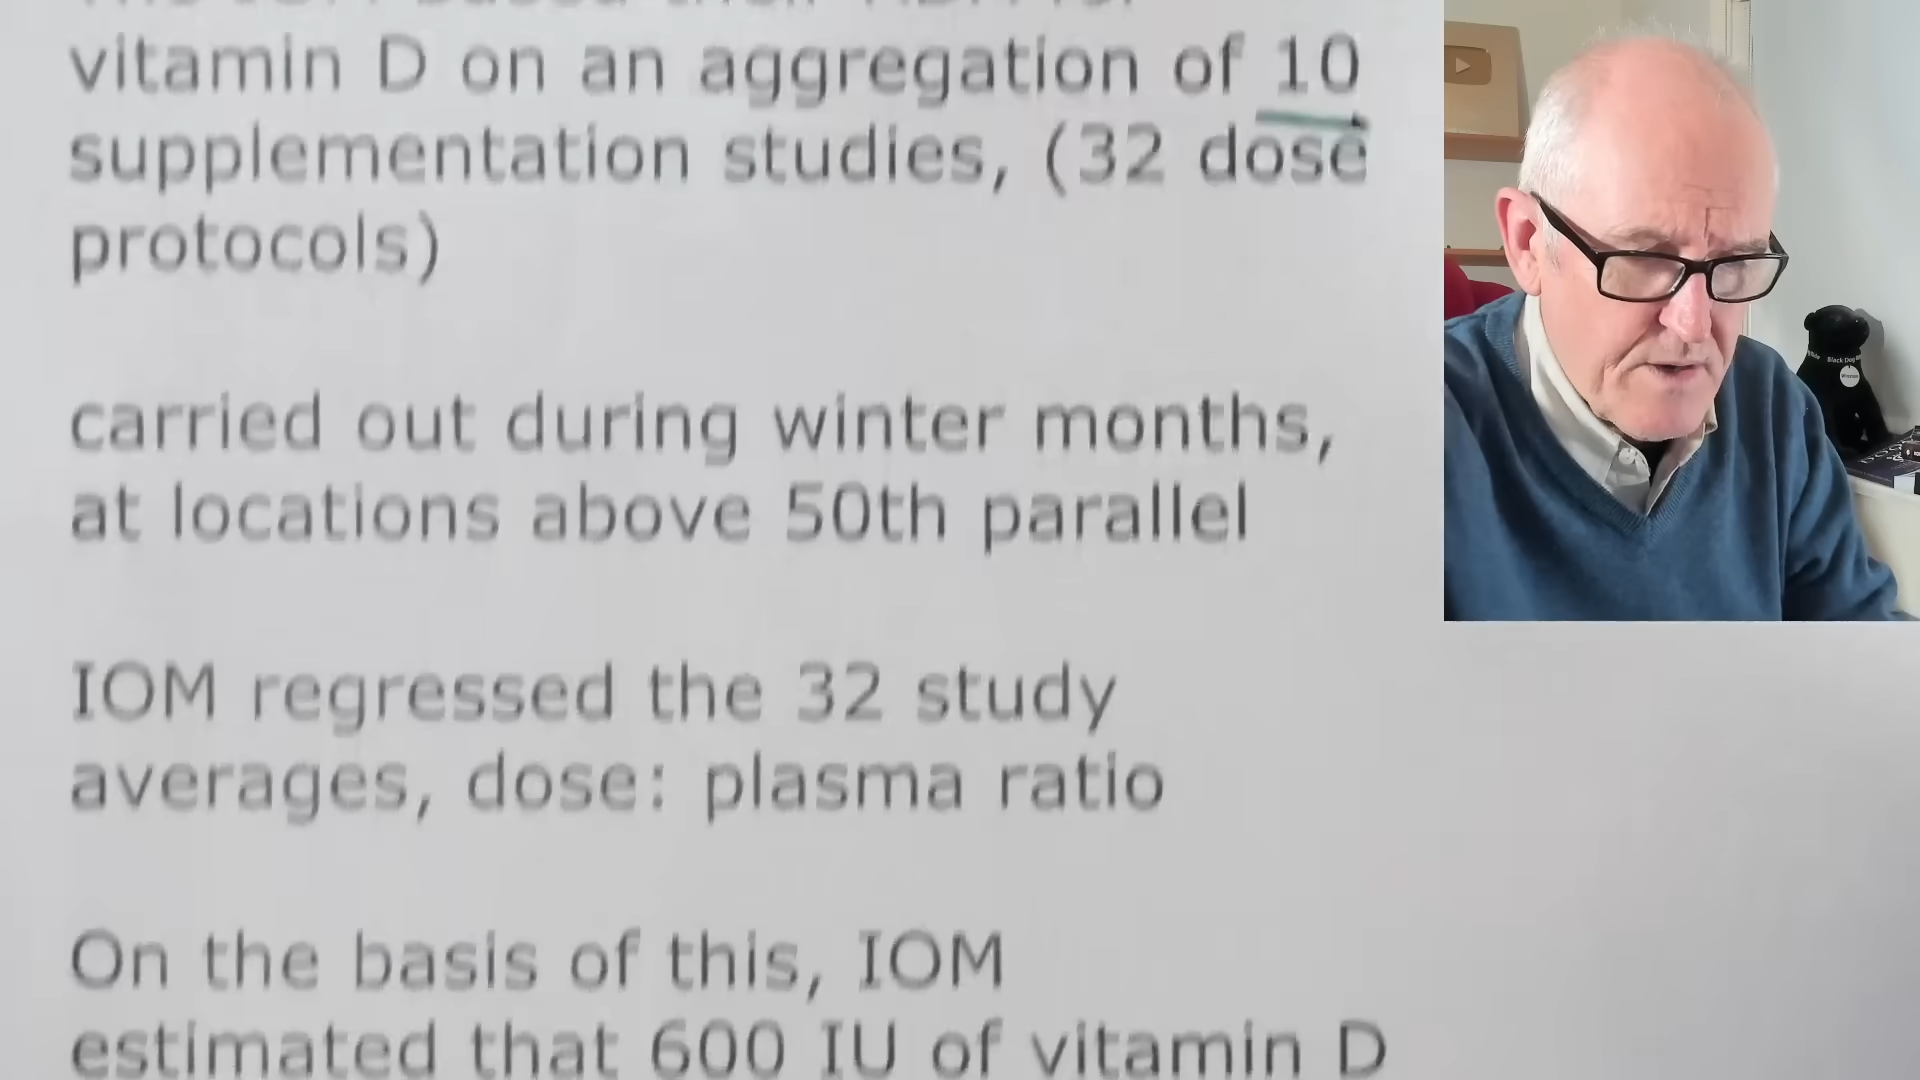 vitamin D on an aggregation of 10
supplementation studies, (32 dose
protocols)
carried out during winter months,
at locations above 50th parallel
IOM regressed the 32 study
averages, dose: plasma ratio
On the basis of this, IOM
estimated that 600 IU of vitamin D
Black Dog